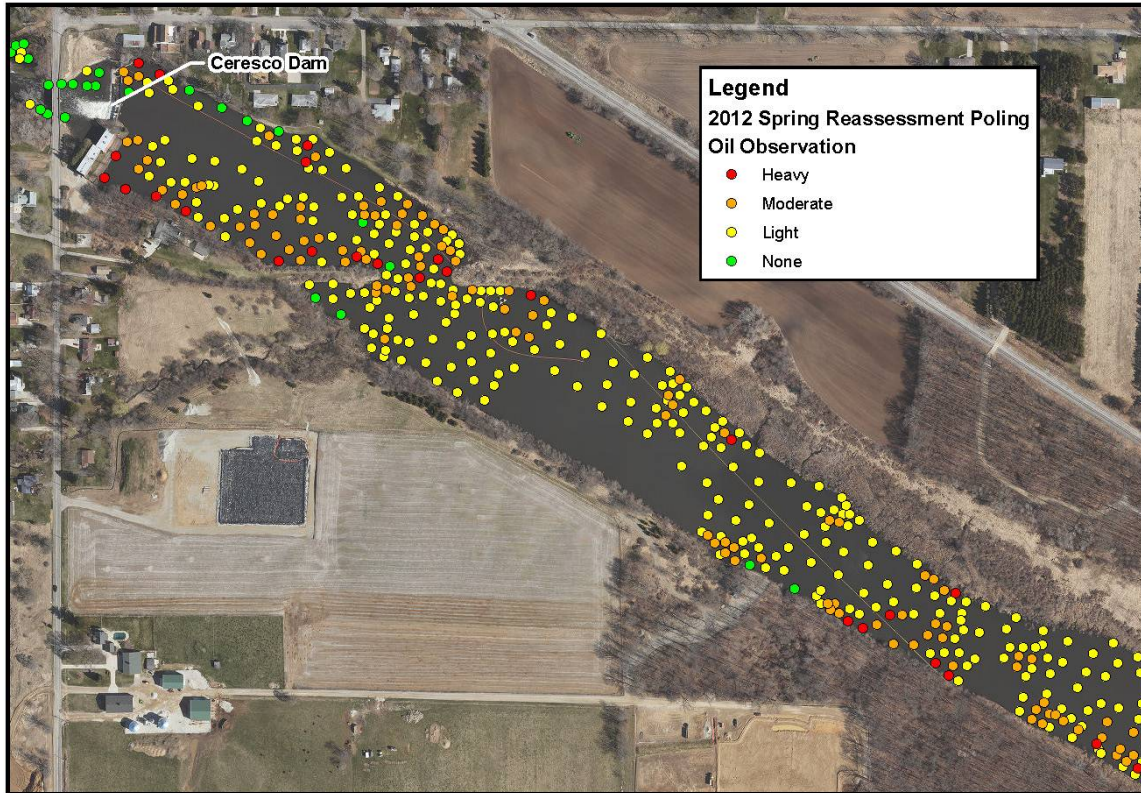 Ceresco Dam
Legend
2012 Spring Reassessment Poling
Oil Observation
Heavy
Moderate
Light
None